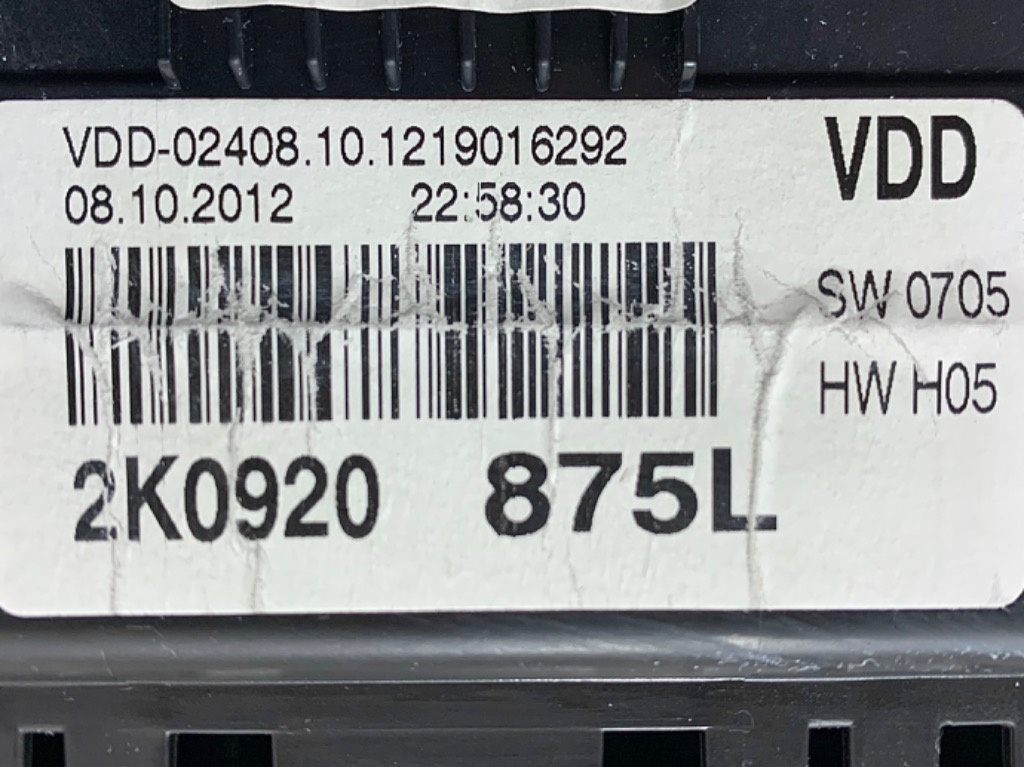 VDD-02408.10.1219016292
VDD
08.10.2012 22:58:30
SW 0705
HW H05
2K0920 875L